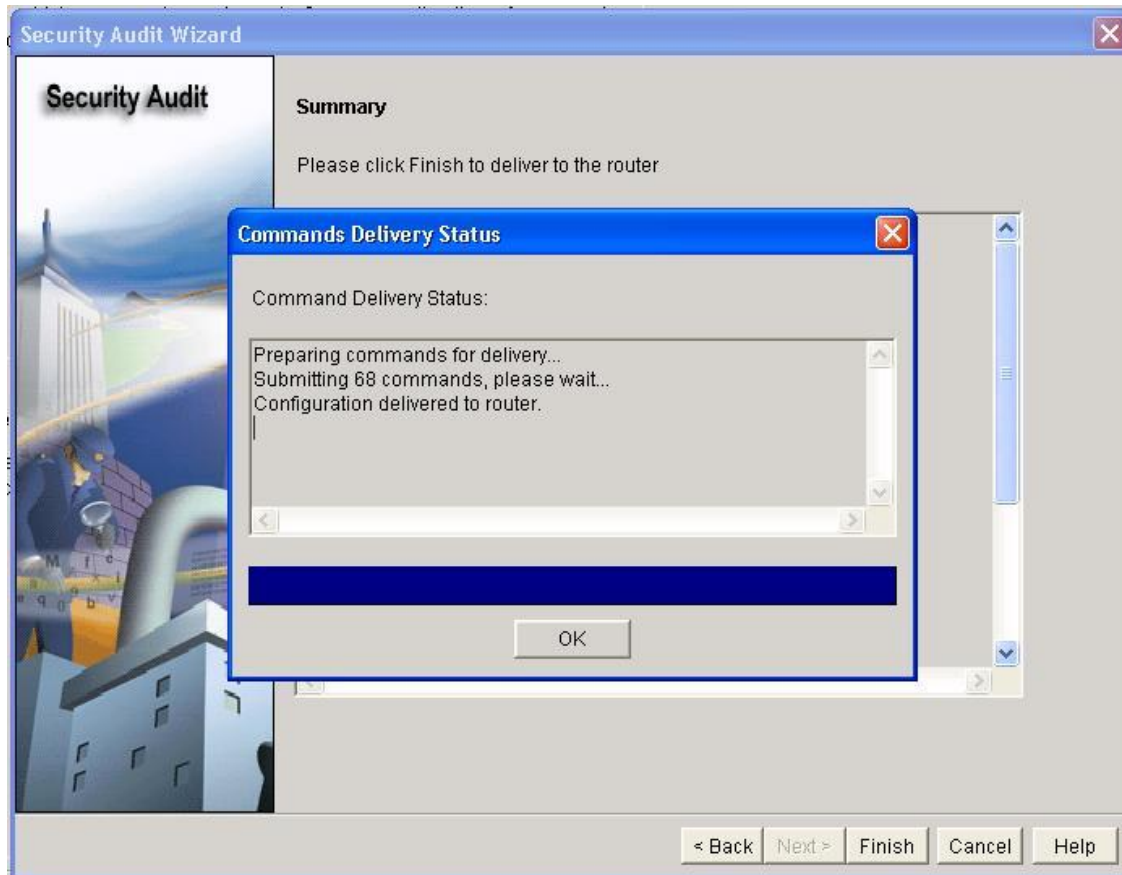 Security Audit Wizard
Security Audit
Summary
Please click Finish to deliver to the router
Commands Delivery Status
Command Delivery Status:
Preparing commands for delivery...
Submitting 68 commands, please wait...
Configuration delivered to router.
OK
< Back
Next >
Finish
Cancel
Help